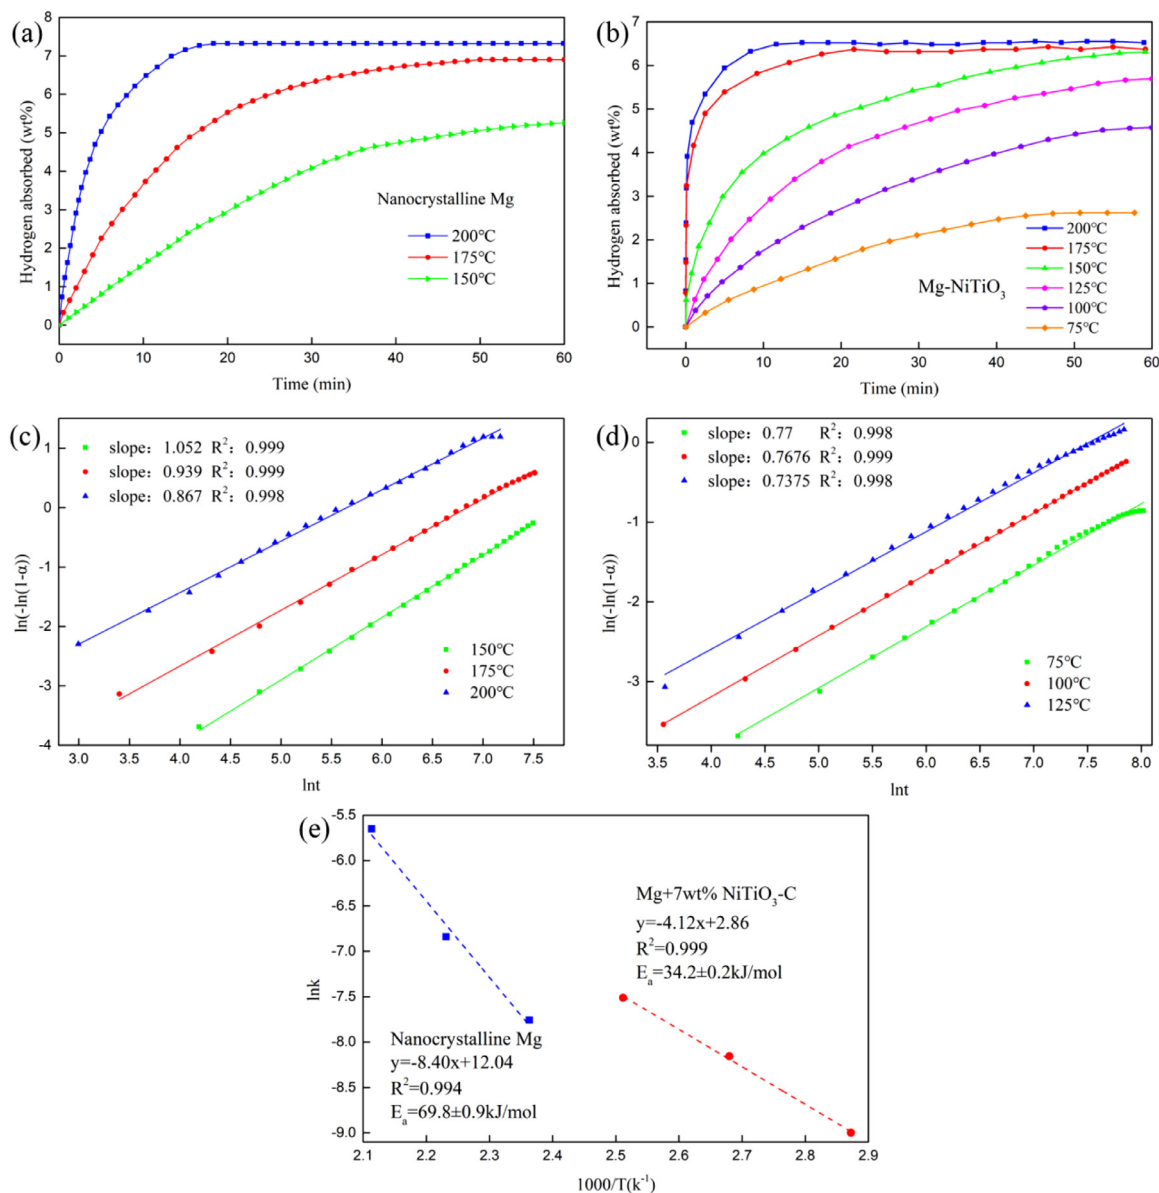 (a)
8
7
6
5
4
3
2
1
0
Hydrogen absorbed (wt%)
Nanocrystalline Mg
200℃
175℃
150℃
0 10 20 30 40 50 60
Time (min)
(b)
7
6
5
4
3
2
1
0
Hydrogen absorbed (wt%)
Mg-NiTiO3
200℃
175℃
150℃
125℃
100℃
75℃
0 10 20 30 40 50 60
Time (min)
(c)
slope：1.052 R²：0.999
slope：0.939 R²：0.999
slope：0.867 R²：0.998
1
0
-1
-2
-3
-4
ln(-ln(1-α)
150℃
175℃
200℃
3.0 3.5 4.0 4.5 5.0 5.5 6.0 6.5 7.0 7.5
lnt
(d)
slope：0.77 R²：0.998
slope：0.7676 R²：0.999
slope：0.7375 R²：0.998
0
-1
-2
-3
ln(-ln(1-α)
75℃
100℃
125℃
3.5 4.0 4.5 5.0 5.5 6.0 6.5 7.0 7.5 8.0
lnt
(e)
-5.5
-6.0
-6.5
-7.0
-7.5
-8.0
-8.5
-9.0
lnk
Mg+7wt% NiTiO3-C
y=-4.12x+2.86
R²=0.999
Ea=34.2±0.2kJ/mol
Nanocrystalline Mg
y=-8.40x+12.04
R²=0.994
Ea=69.8±0.9kJ/mol
2.1 2.2 2.3 2.4 2.5 2.6 2.7 2.8 2.9
1000/T(k⁻¹)